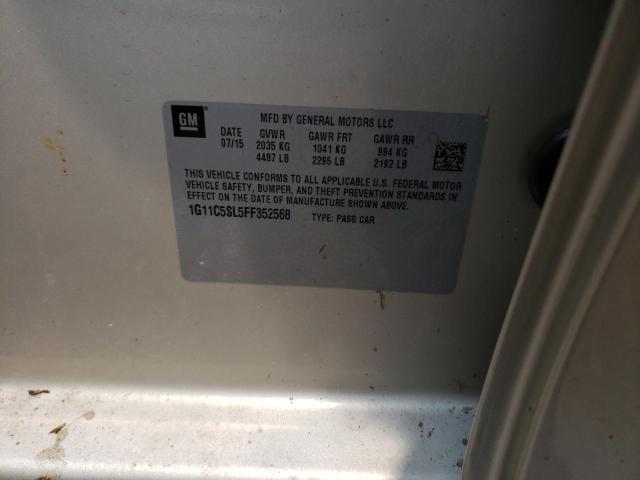 GM
MFD BY GENERAL MOTORS LLC
DATE GVWR GAWR FRT GAWR RR
07/15 2035 KG 1041 KG 994 KG
4487 LB 2295 LB 2192 LB
THIS VEHICLE CONFORMS TO ALL APPLICABLE U.S. FEDERAL MOTOR
VEHICLE SAFETY, BUMPER, AND THEFT PREVENTION STANDARDS IN
EFFECT ON THE DATE OF MANUFACTURE SHOWN ABOVE.
1G11C5SL5FF352568 TYPE: PASS CAR